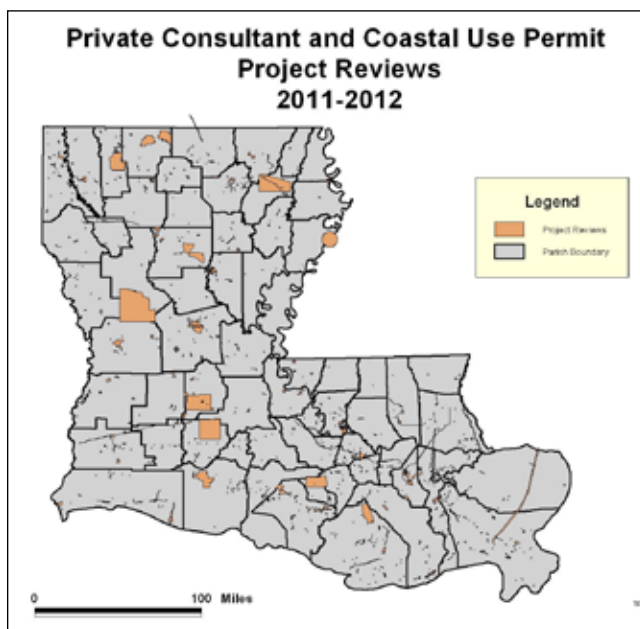 Private Consultant and Coastal Use Permit
Project Reviews
2011-2012
Legend
Project Reviews
Parish Boundary
0 100 Miles